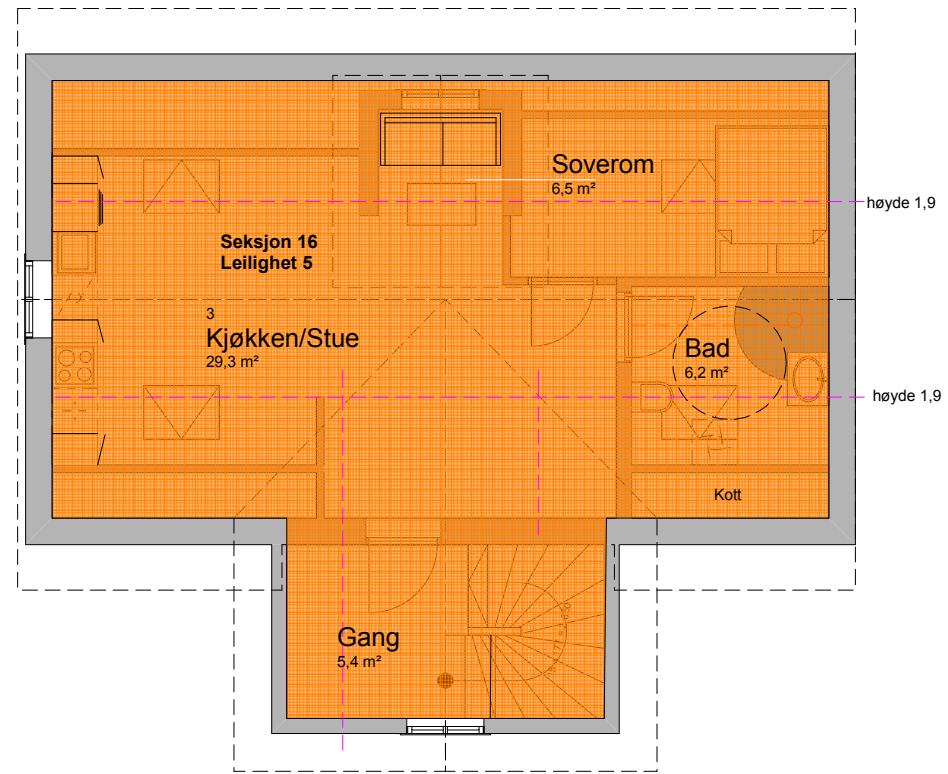 Soverom
6,5 m²
høyde 1,9
Seksjon 16
Leilighet 5
3
Kjøkken/Stue
29,3 m²
Bad
6,2 m²
høyde 1,9
Kott
Gang
5,4 m²